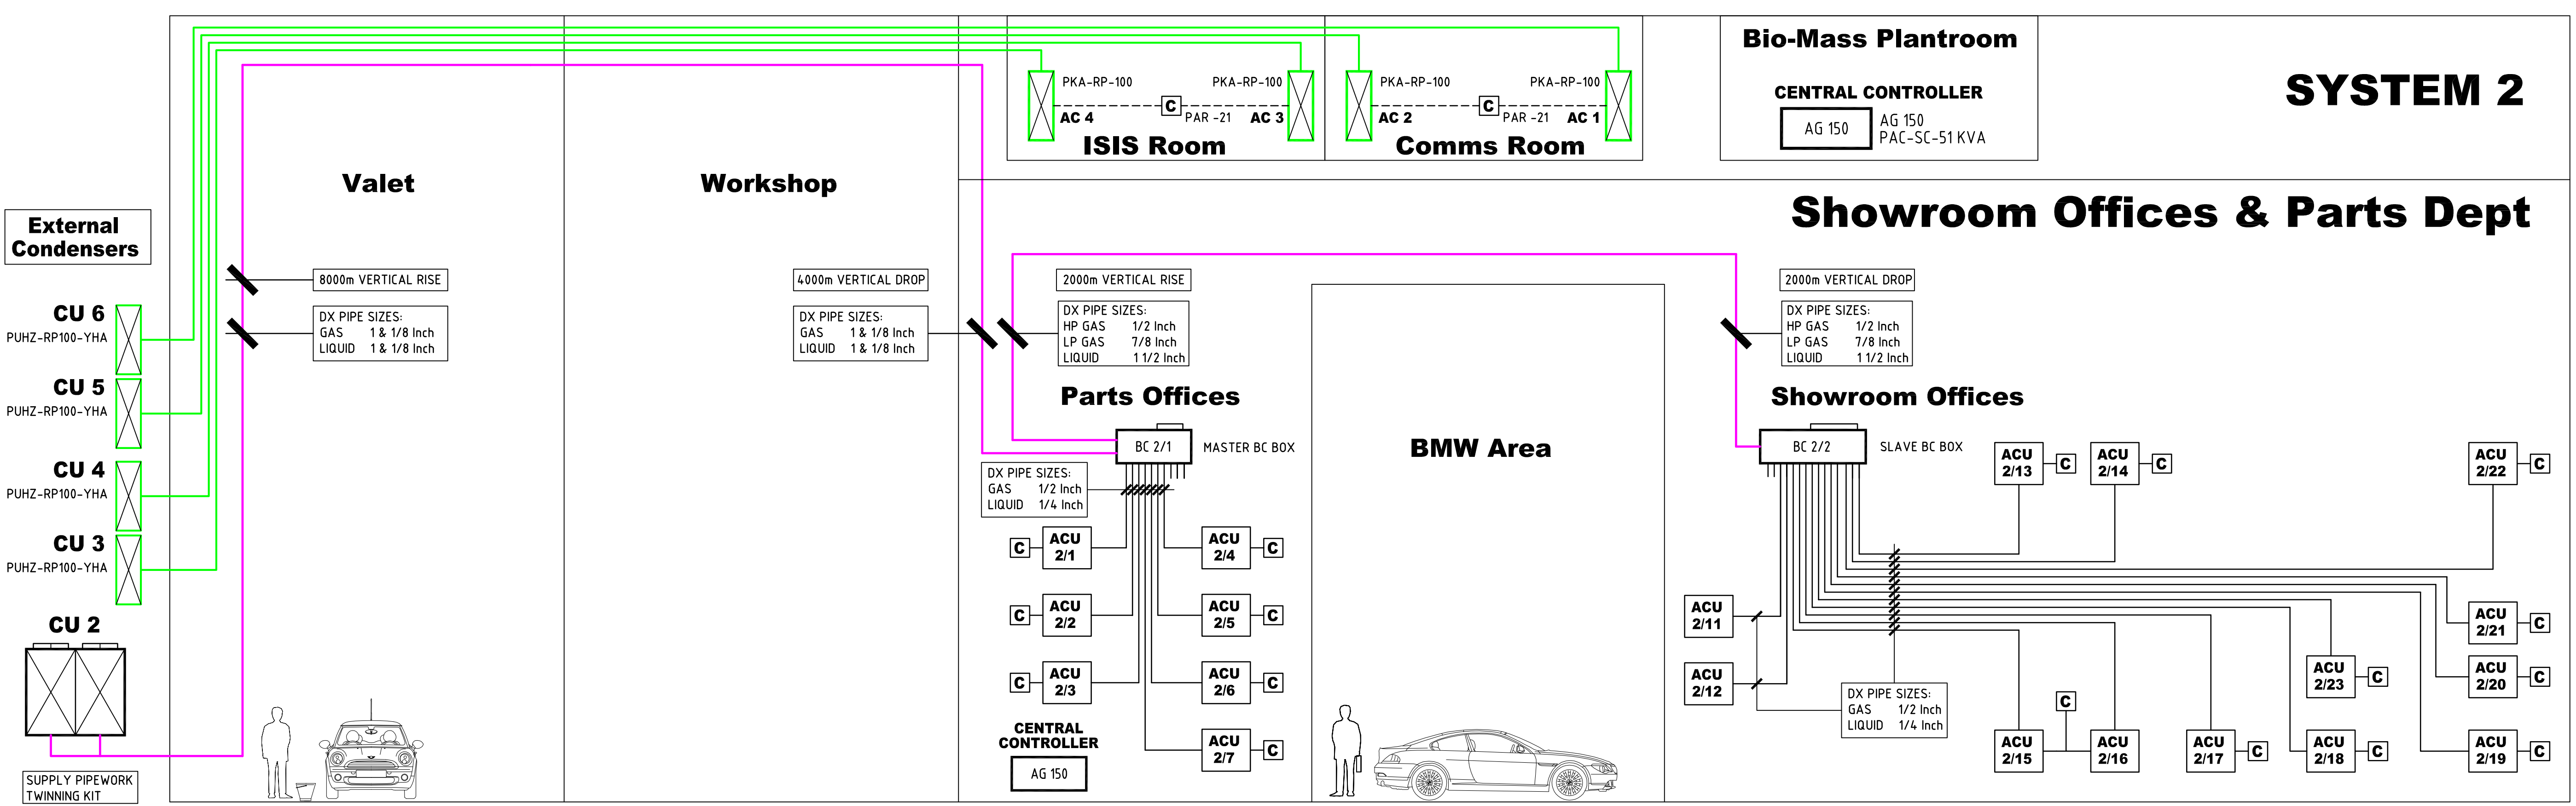 Bio-Mass Plantroom
CENTRAL CONTROLLER
AG 150
AG 150
PAC-SC-51 KVA
SYSTEM 2
PKA-RP-100
PKA-RP-100
C
AC 4
PAR -21
AC 3
ISIS Room
PKA-RP-100
PKA-RP-100
C
AC 2
PAR -21
AC 1
Comms Room
Valet
Workshop
Showroom Offices & Parts Dept
External
Condensers
8000m VERTICAL RISE
DX PIPE SIZES:
GAS 1 & 1/8 Inch
LIQUID 1 & 1/8 Inch
4000m VERTICAL DROP
DX PIPE SIZES:
GAS 1 & 1/8 Inch
LIQUID 1 & 1/8 Inch
2000m VERTICAL RISE
DX PIPE SIZES:
HP GAS 1/2 Inch
LP GAS 7/8 Inch
LIQUID 1 1/2 Inch
2000m VERTICAL DROP
DX PIPE SIZES:
HP GAS 1/2 Inch
LP GAS 7/8 Inch
LIQUID 1 1/2 Inch
CU 6
PUHZ-RP100-YHA
CU 5
PUHZ-RP100-YHA
CU 4
PUHZ-RP100-YHA
CU 3
PUHZ-RP100-YHA
CU 2
SUPPLY PIPEWORK
TWINNING KIT
Parts Offices
BC 2/1
MASTER BC BOX
DX PIPE SIZES:
GAS 1/2 Inch
LIQUID 1/4 Inch
C
ACU
2/1
ACU
2/4
C
C
ACU
2/2
ACU
2/5
C
C
ACU
2/3
ACU
2/6
C
CENTRAL
CONTROLLER
AG 150
ACU
2/7
C
BMW Area
Showroom Offices
BC 2/2
SLAVE BC BOX
ACU
2/13
C
ACU
2/14
C
ACU
2/22
C
ACU
2/11
ACU
2/12
ACU
2/21
C
ACU
2/23
C
ACU
2/20
C
DX PIPE SIZES:
GAS 1/2 Inch
LIQUID 1/4 Inch
C
ACU
2/15
ACU
2/16
ACU
2/17
C
ACU
2/18
C
ACU
2/19
C